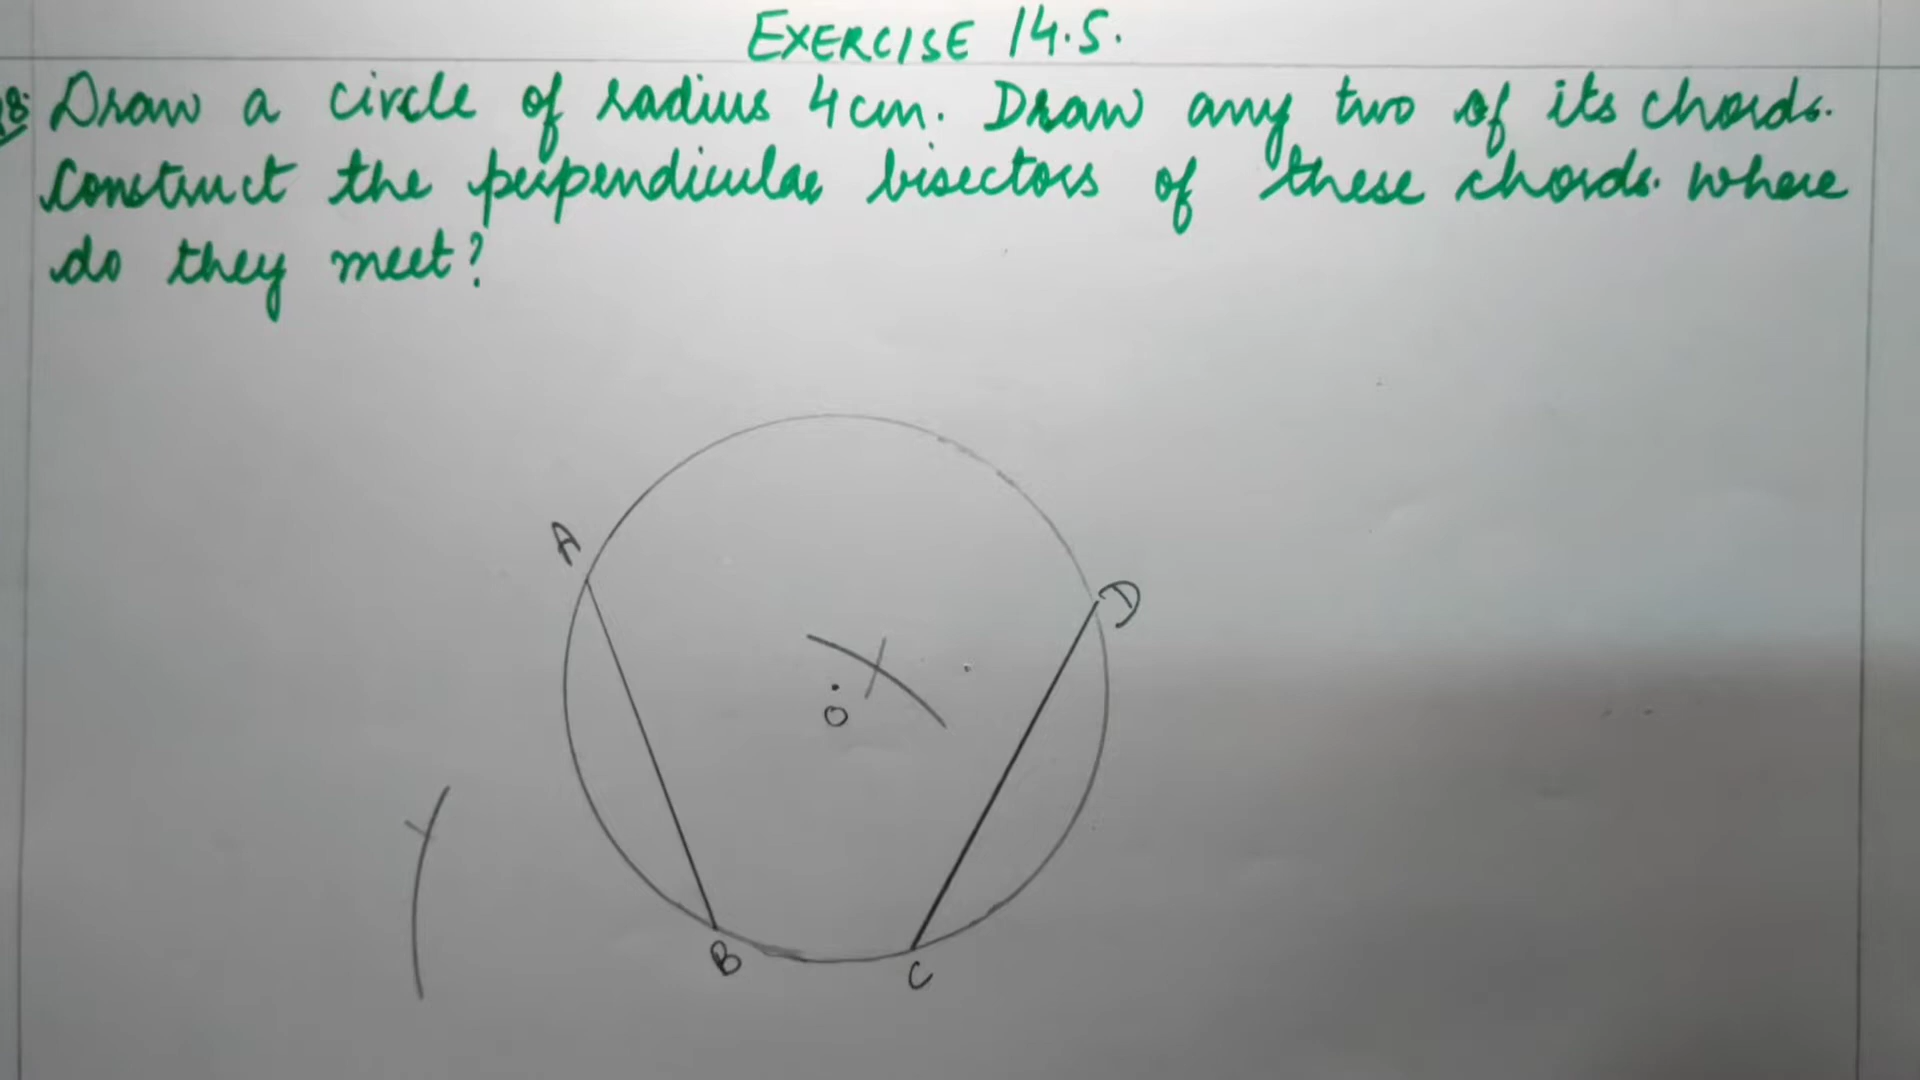 EXERCISE 14.5.
8. Draw a circle of radius 4cm. Draw any two of its chords.
Construct the perpendicular bisectors of these chords. where
do they meet?
A
D
O
B
C